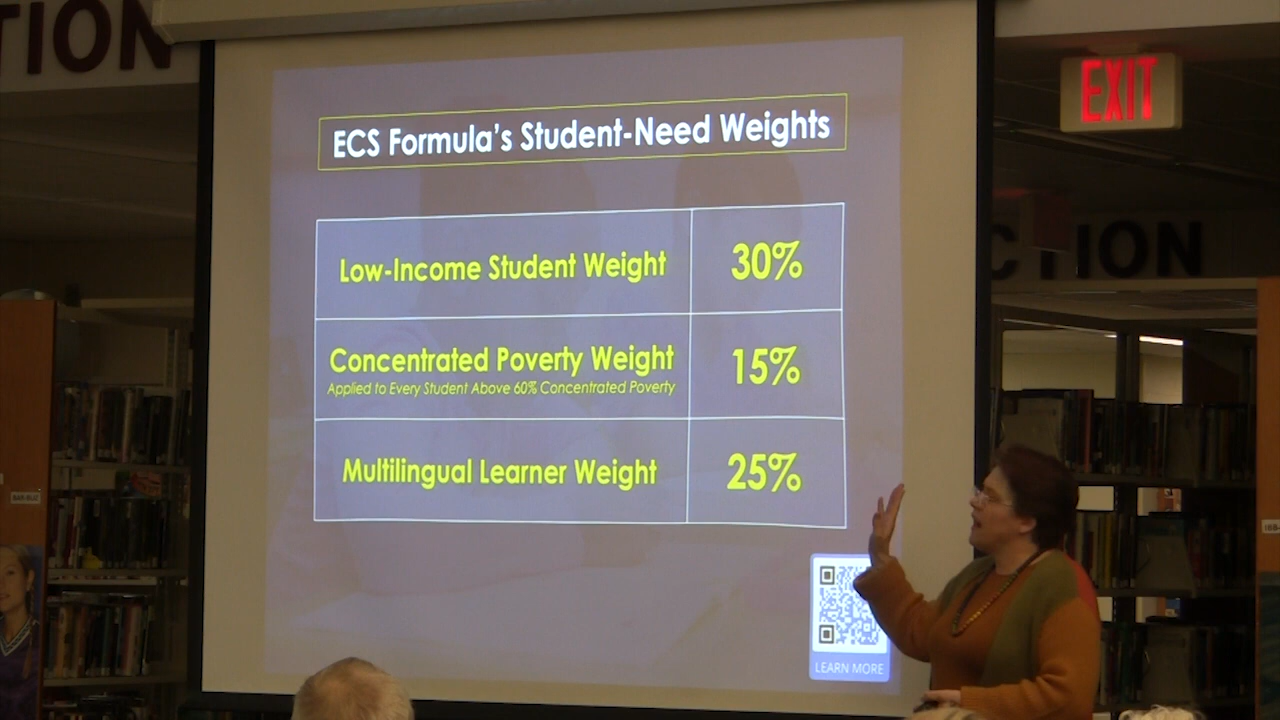 TION
EXIT
ECS Formula's Student-Need Weights
CTION
Low-Income Student Weight 30%
Concentrated Poverty Weight 15%
Applied to Every Student Above 60% Concentrated Poverty
Multilingual Learner Weight 25%
LEARN MORE